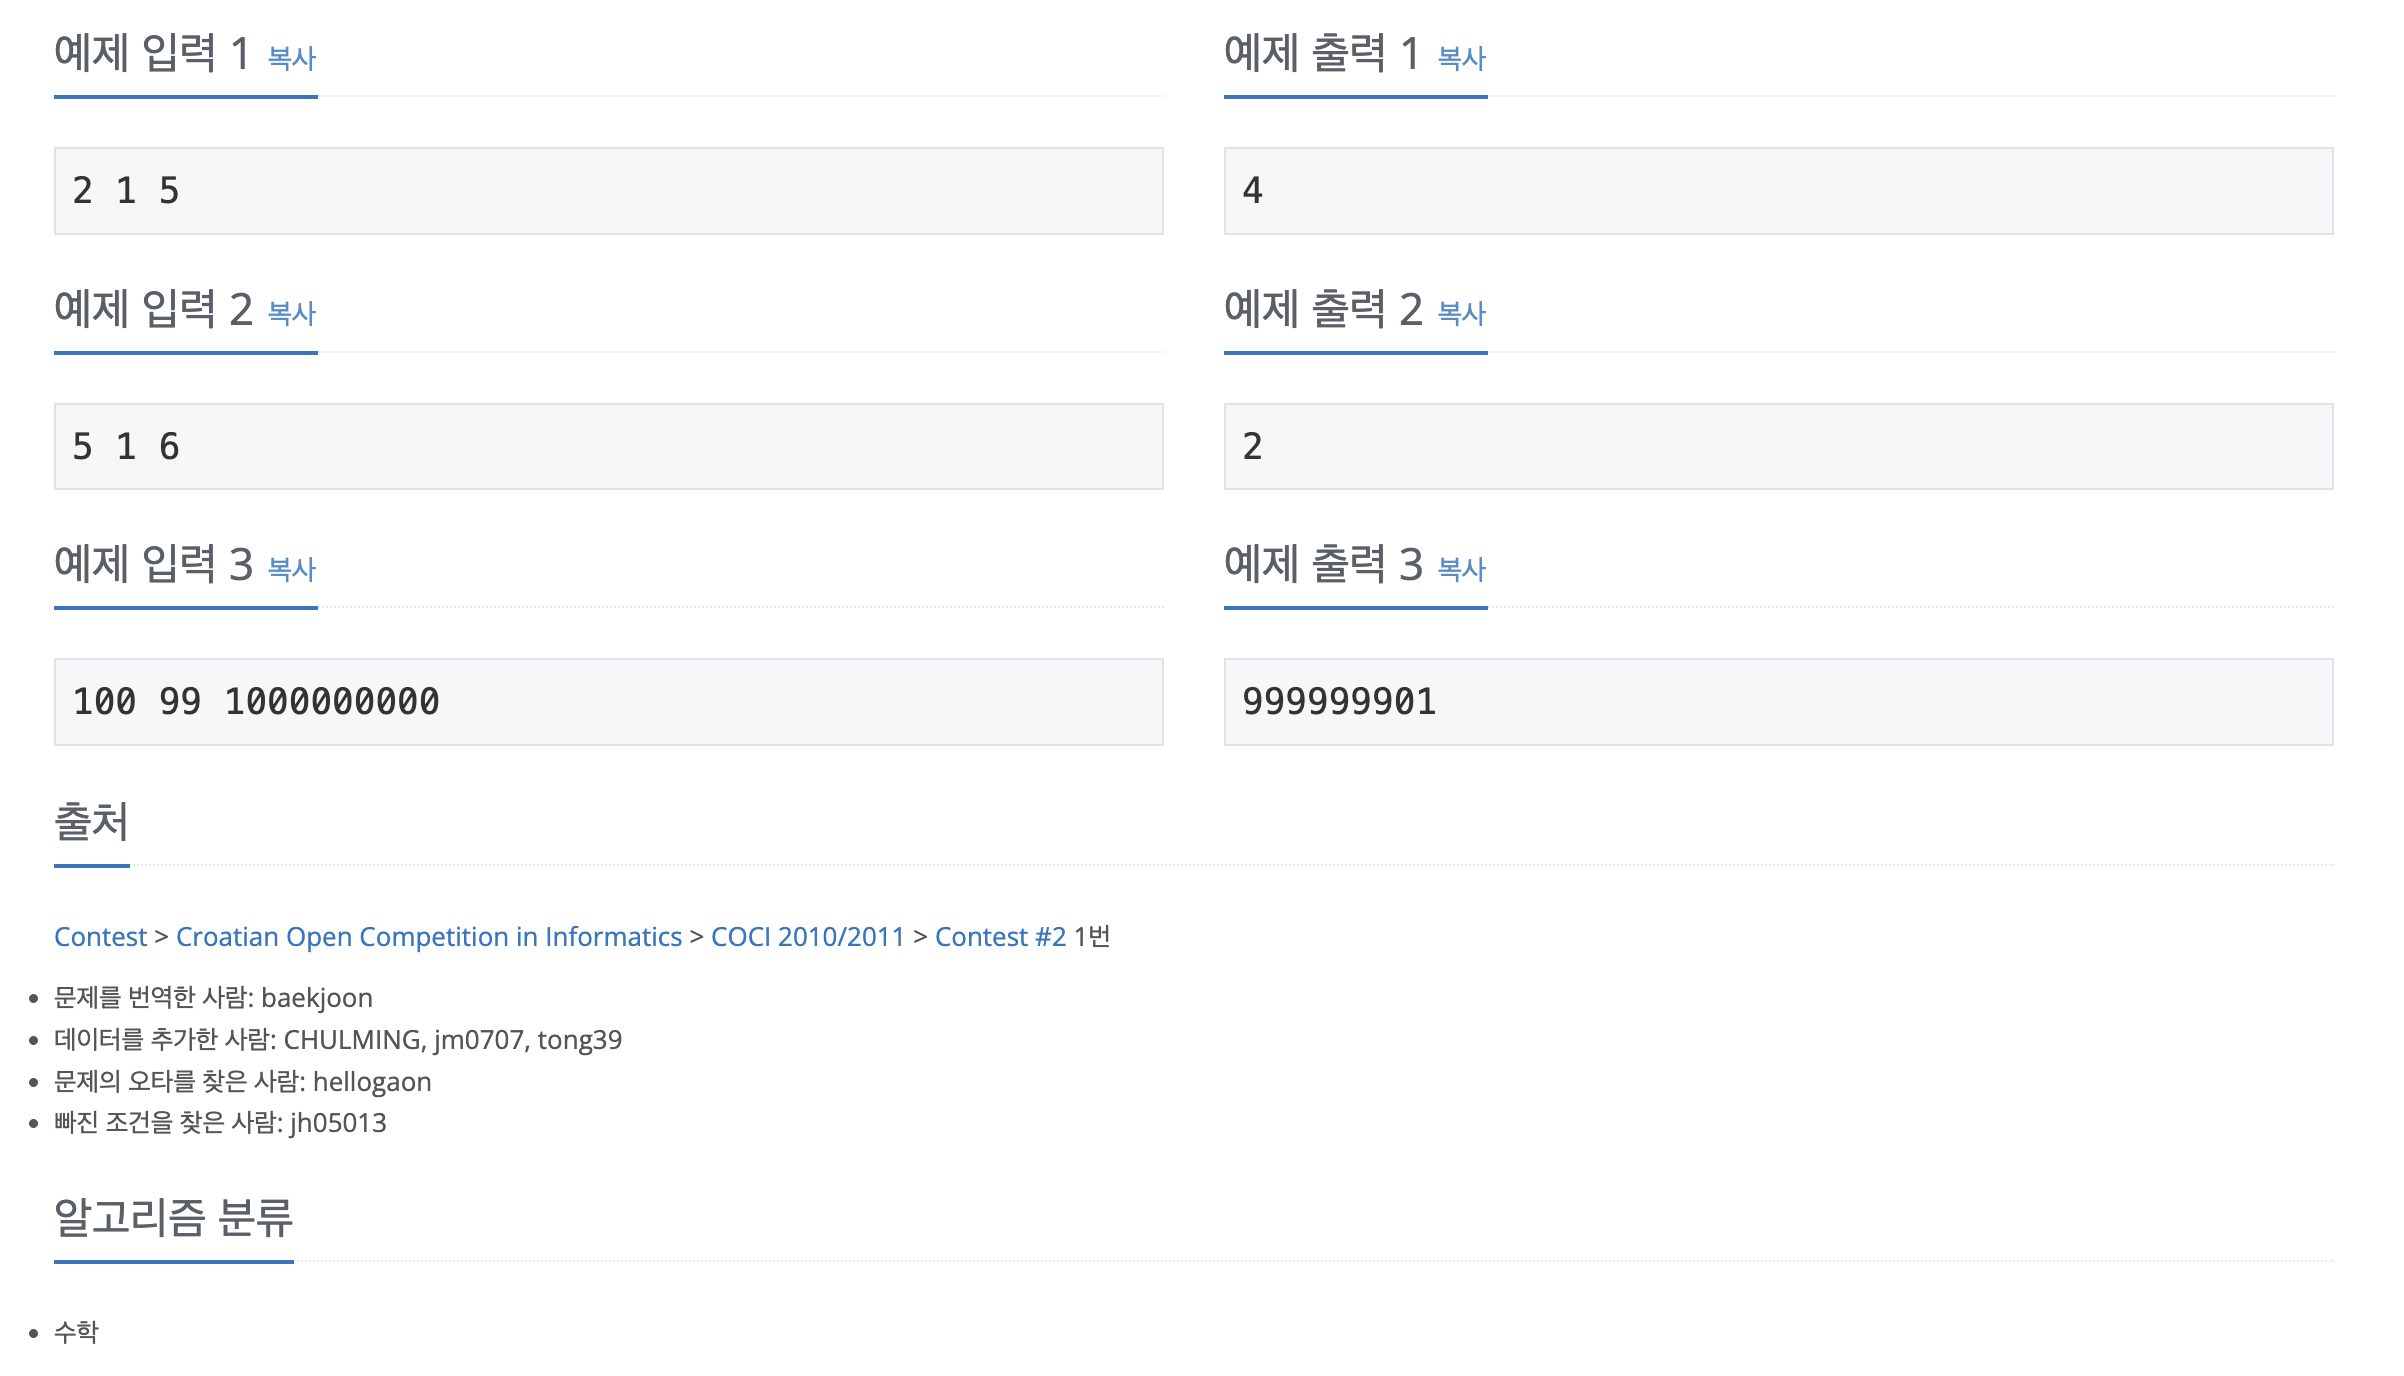 예제 입력 1 복사
예제 출력 1 복사
2 1 5
4
예제 입력 2 복사
예제 출력 2 복사
5 1 6
2
예제 입력 3 복사
예제 출력 3 복사
100 99 1000000000
999999901
출처
Contest > Croatian Open Competition in Informatics > COCI 2010/2011 > Contest #2 1번
• 문제를 번역한 사람: baekjoon
• 데이터를 추가한 사람: CHULMING, jm0707, tong39
• 문제의 오타를 찾은 사람: hellogaon
• 빠진 조건을 찾은 사람: jh05013
알고리즘 분류
• 수학